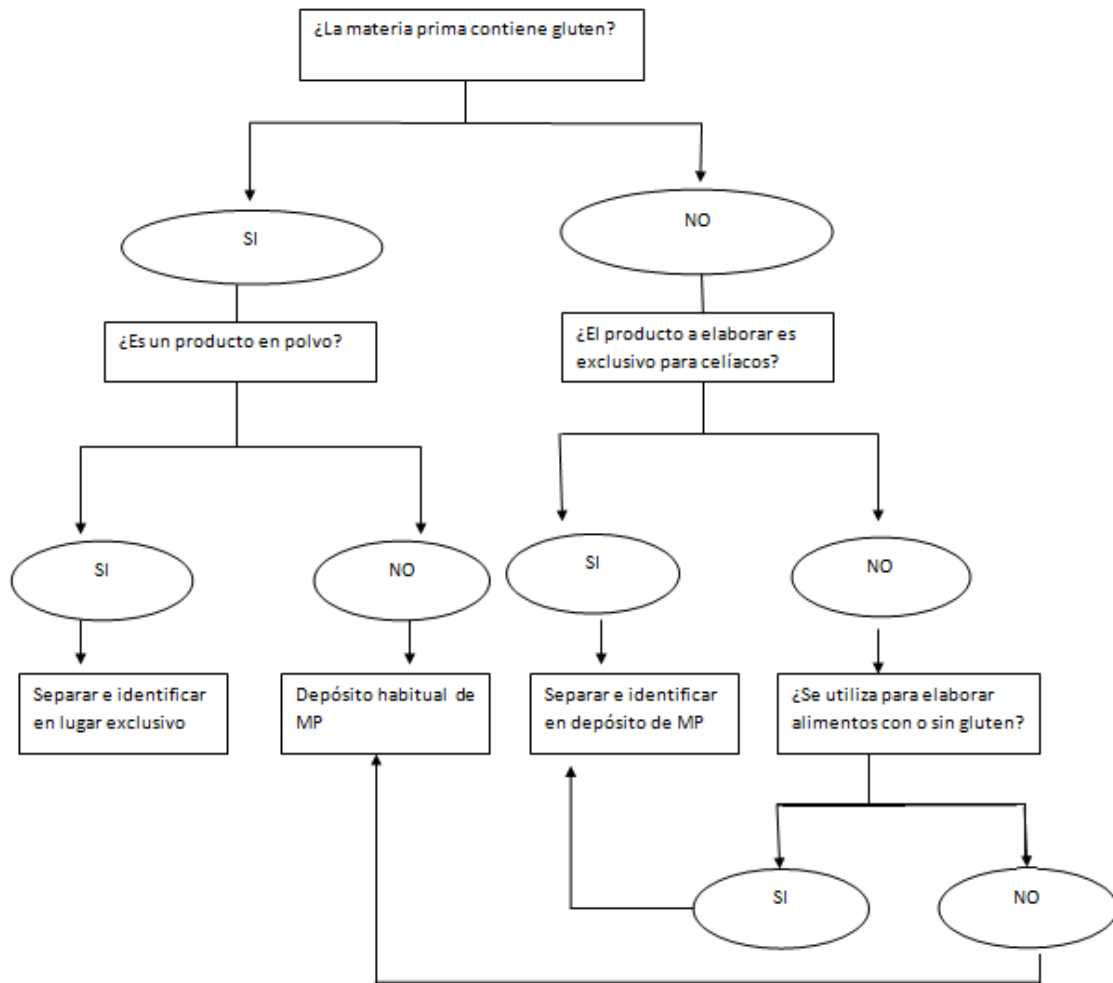 ¿La materia prima contiene gluten?
SI
NO
¿Es un producto en polvo?
¿El producto a elaborar es
exclusivo para celíacos?
SI
NO
SI
NO
Separar e identificar
en lugar exclusivo
Depósito habitual de
MP
Separar e identificar
en depósito de MP
¿Se utiliza para elaborar
alimentos con o sin gluten?
SI
NO